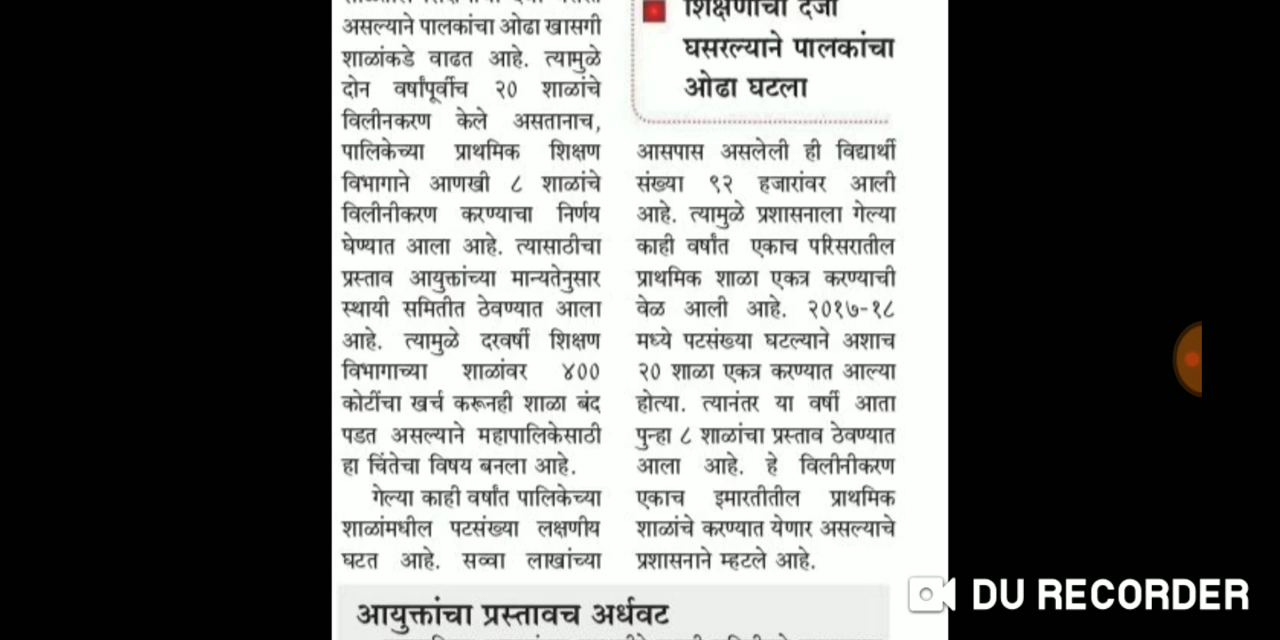 असल्याने पालकांचा ओढा खासगी
शाळांकडे वाढत आहे. त्यामुळे
दोन वर्षांपूर्वीच २० शाळांचे
विलीनकरण केले असतानाच,
पालिकेच्या प्राथमिक शिक्षण
विभागाने आणखी ८ शाळांचे
विलीनीकरण करण्याचा निर्णय
घेण्यात आला आहे. त्यासाठीचा
प्रस्ताव आयुक्तांच्या मान्यतेनुसार
स्थायी समितीत ठेवण्यात आला
आहे. त्यामुळे दरवर्षी शिक्षण
विभागाच्या शाळांवर ४००
कोटींचा खर्च करूनही शाळा बंद
पडत असल्याने महापालिकेसाठी
हा चिंतेचा विषय बनला आहे.
गेल्या काही वर्षांत पालिकेच्या
शाळांमधील पटसंख्या लक्षणीय
घटत आहे. सव्वा लाखांच्या
शिक्षणाचा दर्जा
घसरल्याने पालकांचा
ओढा घटला
आसपास असलेली ही विद्यार्थी
संख्या ९२ हजारांवर आली
आहे. त्यामुळे प्रशासनाला गेल्या
काही वर्षांत एकाच परिसरातील
प्राथमिक शाळा एकत्र करण्याची
वेळ आली आहे. २०१७-१८
मध्ये पटसंख्या घटल्याने अशाच
२० शाळा एकत्र करण्यात आल्या
होत्या. त्यानंतर या वर्षी आता
पुन्हा ८ शाळांचा प्रस्ताव ठेवण्यात
आला आहे. हे विलीनीकरण
एकाच इमारतीतील प्राथमिक
शाळांचे करण्यात येणार असल्याचे
प्रशासनाने म्हटले आहे.
आयुक्तांचा प्रस्तावच अर्धवट
DU RECORDER